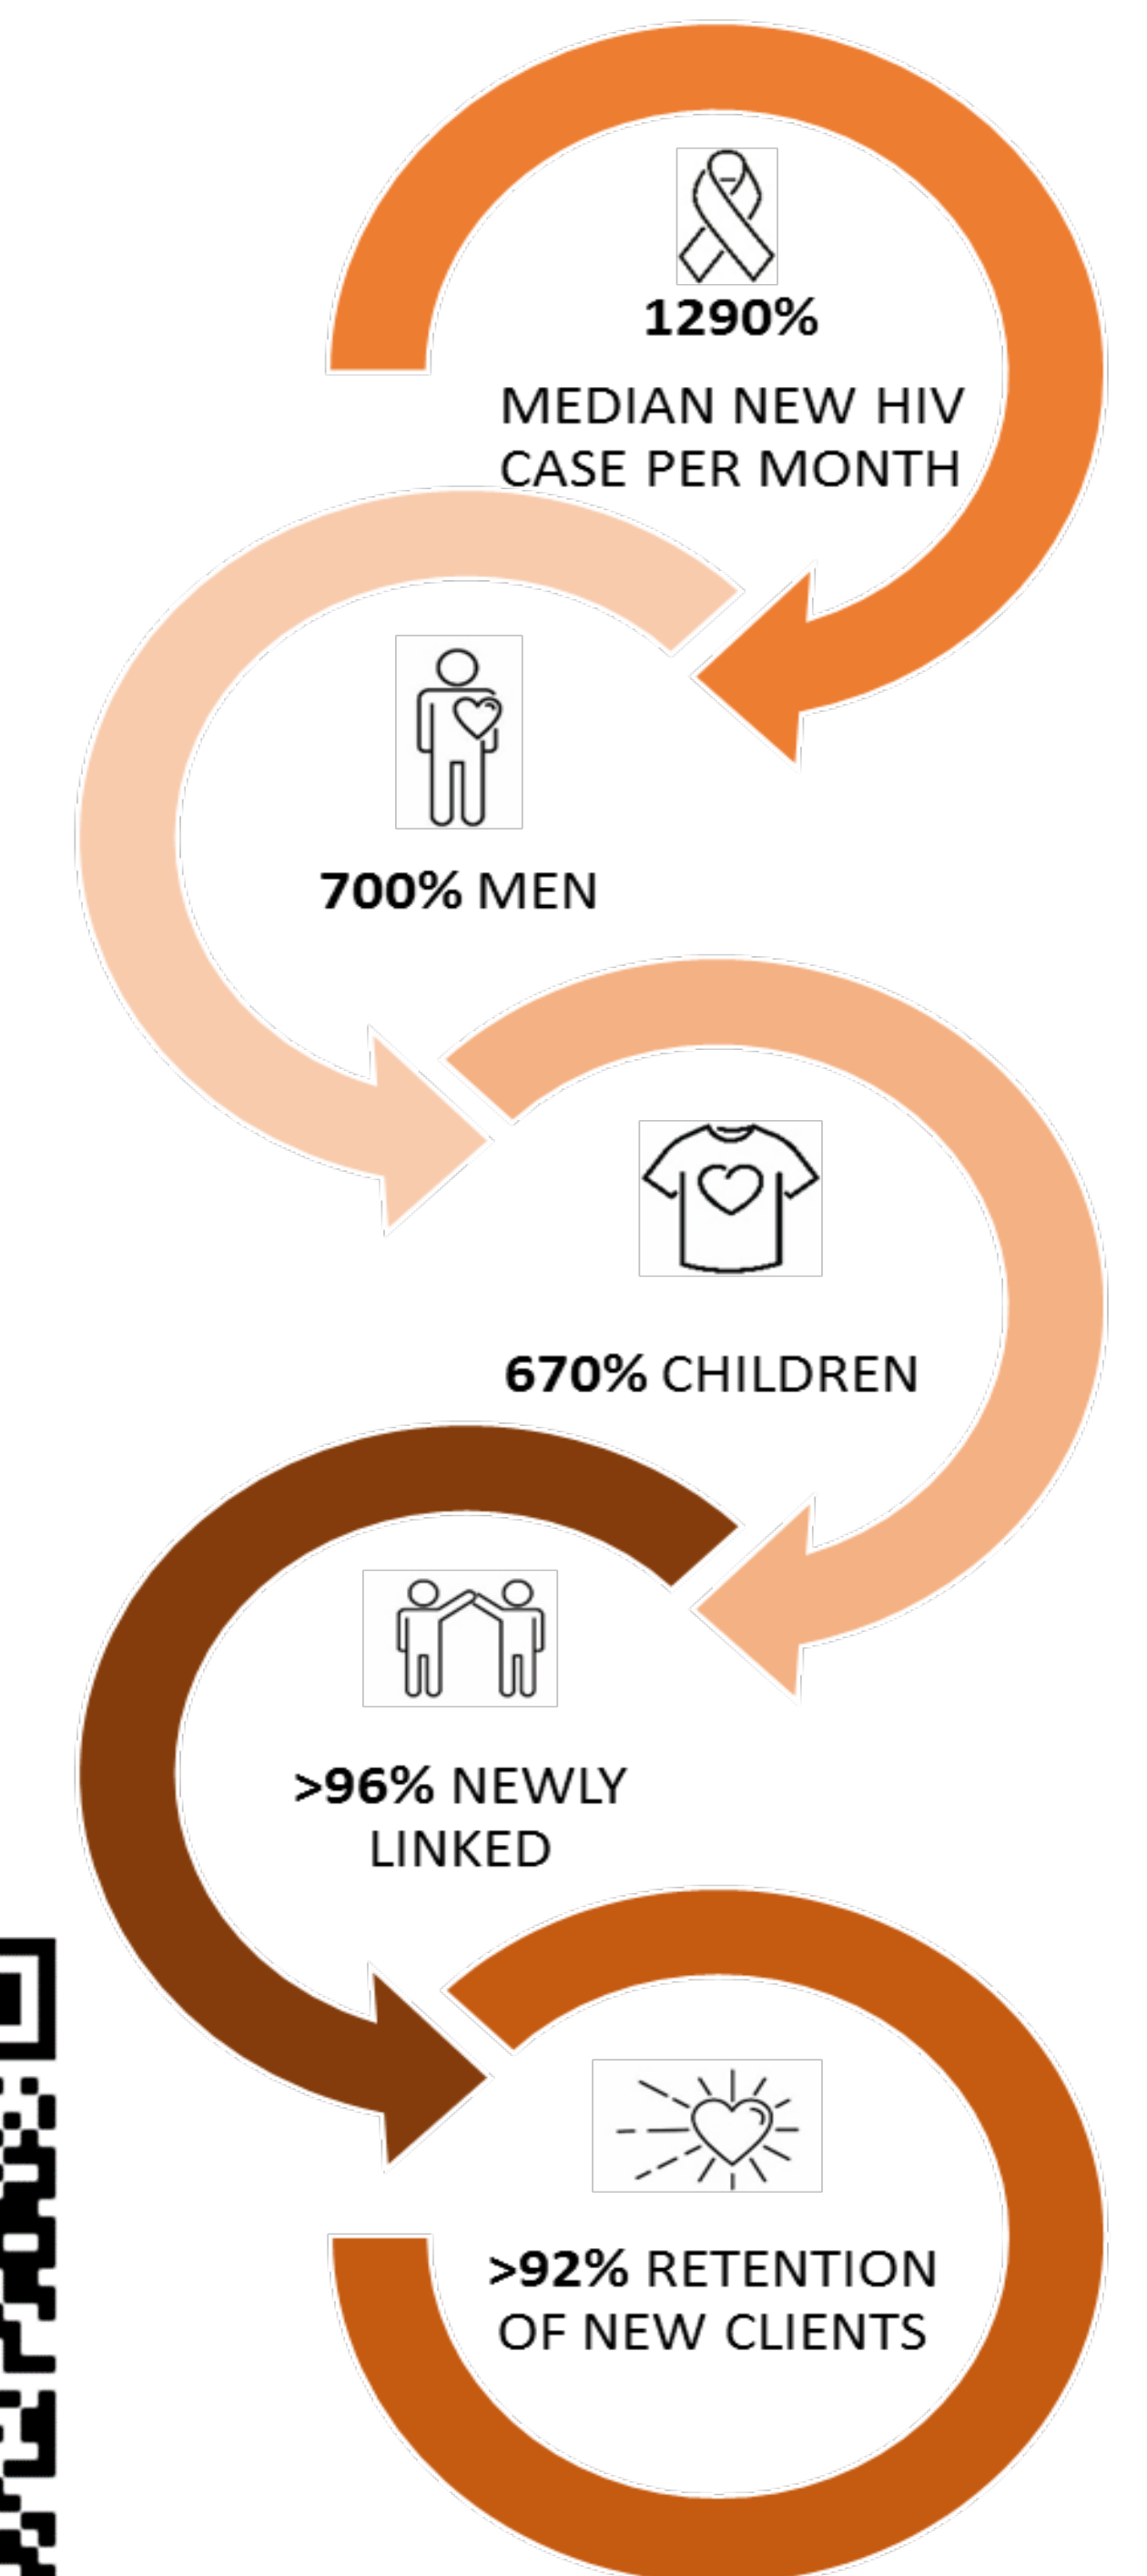 1290%
MEDIAN NEW HIV
CASE PER MONTH
700% MEN
670% CHILDREN
>96% NEWLY
LINKED
>92% RETENTION
OF NEW CLIENTS